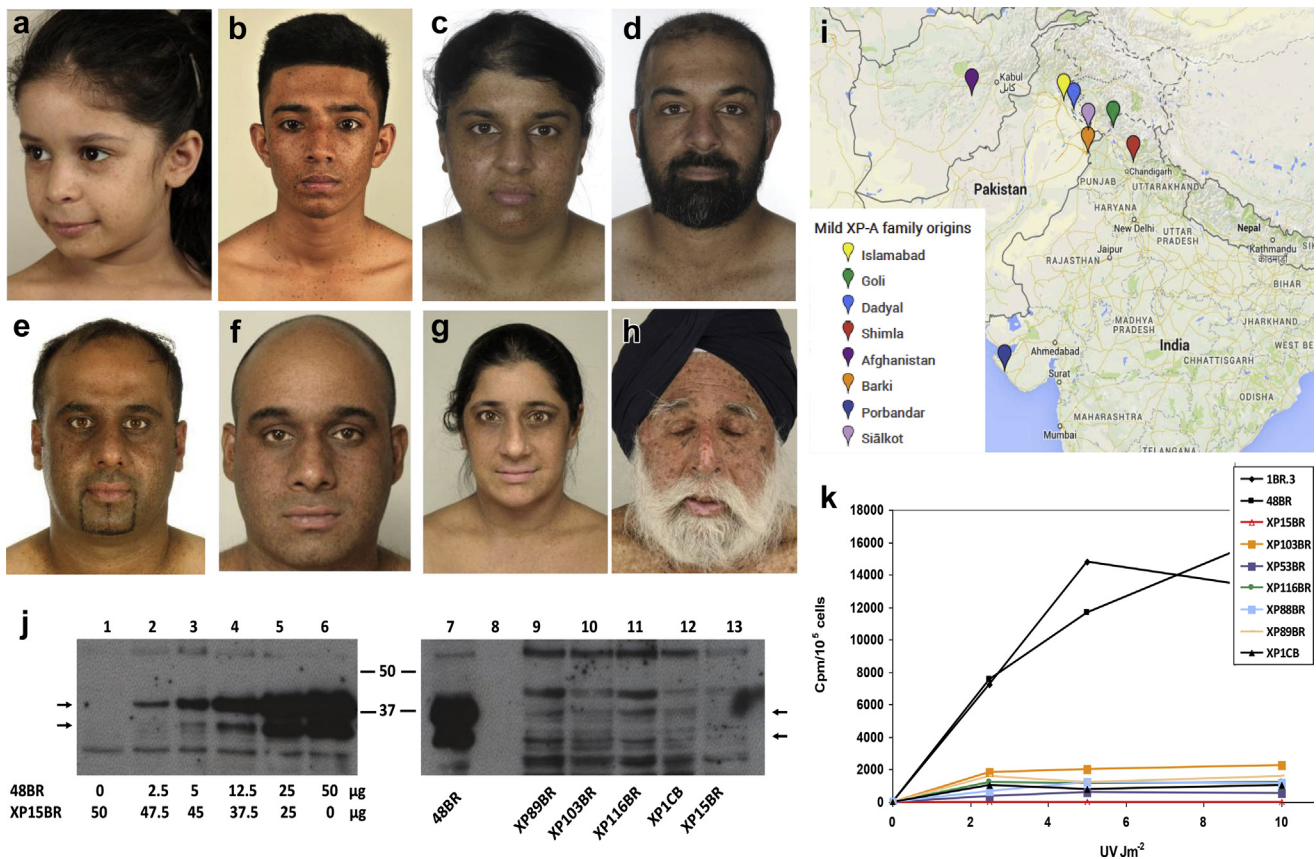 a
b
c
d
e
f
g
h
i
Kabul
کابل
Pakistan
Chandigarh
PUNJAB
UTTARAKHAND
HARYANA
New Delhi
UTTAR
PRADESH
Nepal
Kathmandu
काठमाडौं
SI
Jaipur
RAJASTHAN
BIHAR
JHARKHAND
MADHYA
PRADESH
WEST BE
Ahmedabad
India
CHHATTISGARH
Surat
ODISHA
MAHARASHTRA
Mumbai
TELANGANA
Mild XP-A family origins
Islamabad
Goli
Dadyal
Shimla
Afghanistan
Barki
Porbandar
Siālkot
j
1 2 3 4 5 6
50
37
48BR 0 2.5 5 12.5 25 50 µg
XP15BR 50 47.5 45 37.5 25 0 µg
7 8 9 10 11 12 13
48BR
XP89BR
XP103BR
XP116BR
XP1CB
XP15BR
k
Cpm/10⁻⁵ cells
18000
16000
14000
12000
10000
8000
6000
4000
2000
0
0 2 4 6 8 10
UV Jm⁻²
1BR.3
48BR
XP15BR
XP103BR
XP53BR
XP116BR
XP88BR
XP89BR
XP1CB